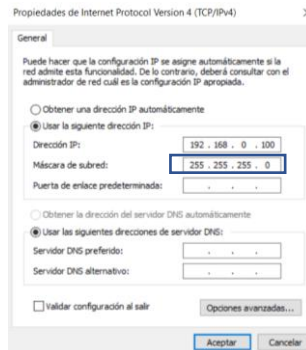 Propiedades de Internet Protocol Version 4 (TCP/IPv4)
General
Puede hacer que la configuración IP se asigne automáticamente si la
red admite esta funcionalidad. De lo contrario, deberá consultar con el
administrador de red cuál es la configuración IP apropiada.
Obtener una dirección IP automáticamente
Usar la siguiente dirección IP:
Dirección IP: 192 . 168 . 0 . 100
Máscara de subred: 255 . 255 . 255 . 0
Puerta de enlace predeterminada: . . .
Obtener la dirección del servidor DNS automáticamente
Usar las siguientes direcciones de servidor DNS:
Servidor DNS preferido: . . .
Servidor DNS alternativo: . . .
Validar configuración al salir
Opciones avanzadas...
Aceptar Cancelar